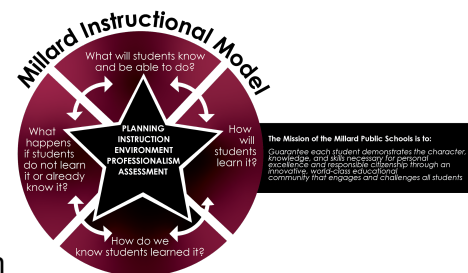 Millard Instructional Model
What will students know
and be able to do?
How
will
students
learn it?
How do we
know students learned it?
What
happens
if students
do not learn
it or already
know it?
PLANNING
INSTRUCTION
ENVIRONMENT
PROFESSIONALISM
ASSESSMENT
The Mission of the Millard Public Schools is to:
Guarantee each student demonstrates the character,
knowledge, and skills necessary for personal
excellence and responsible citizenship through an
innovative, world-class educational
community that engages and challenges all students